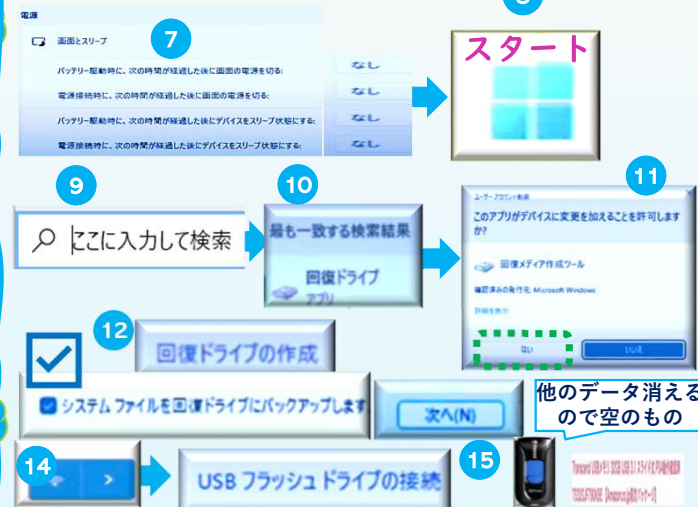 電源
画面とスリープ
7
バッテリー駆動時に、次の時間が経過した後に画面の電源を切る:
なし
電源接続時に、次の時間が経過した後に画面の電源を切る:
なし
バッテリー駆動時に、次の時間が経過した後にデバイスをスリープ状態にする:
なし
電源接続時に、次の時間が経過した後にデバイスをスリープ状態にする:
なし
スタート
9
ここに入力して検索
10
最も一致する検索結果
回復ドライブ
アプリ
11
ユーザー アカウント制御
このアプリがデバイスに変更を加えることを許可します
か?
回復メディア作成ツール
確認済みの発行元: Microsoft Windows
詳細を表示
はい
いいえ
12
回復ドライブの作成
システム ファイルを回復ドライブにバックアップします
次へ(N)
他のデータ消える
ので空のもの
14
USB フラッシュドライブの接続
15